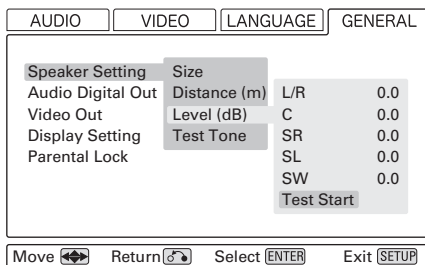 AUDIO VIDEO LANGUAGE GENERAL
Speaker Setting Size
Audio Digital Out Distance (m) L/R 0.0
Video Out Level (dB) C 0.0
Display Setting Test Tone SR 0.0
Parental Lock SL 0.0
SW 0.0
Test Start
Move Return Select ENTER Exit SETUP